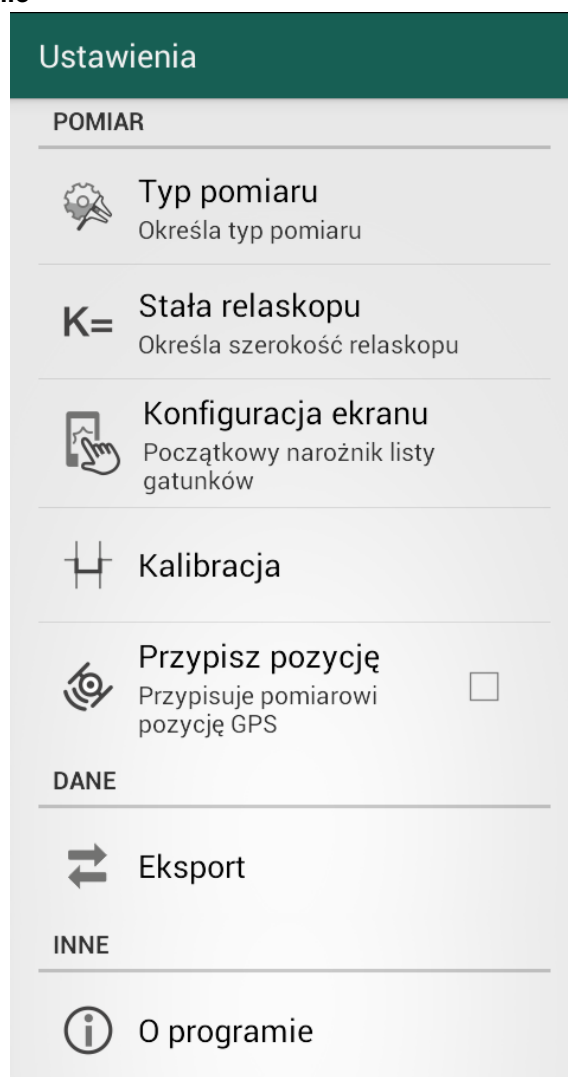 Ustawienia
POMIAR
Typ pomiaru
Określa typ pomiaru
K=
Stała relaskopu
Określa szerokość relaskopu
Konfiguracja ekranu
Początkowy narożnik listy
gatunków
Kalibracja
Przypisz pozycję
Przypisuje pomiarowi
pozycję GPS
DANE
Eksport
INNE
O programie